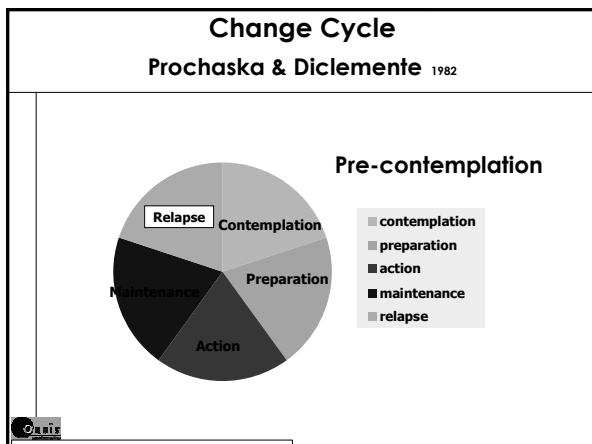 Change Cycle
Prochaska & Diclemente 1982
Pre-contemplation
Relapse
Contemplation
Preparation
Action
Maintenance
contemplation
preparation
action
maintenance
relapse